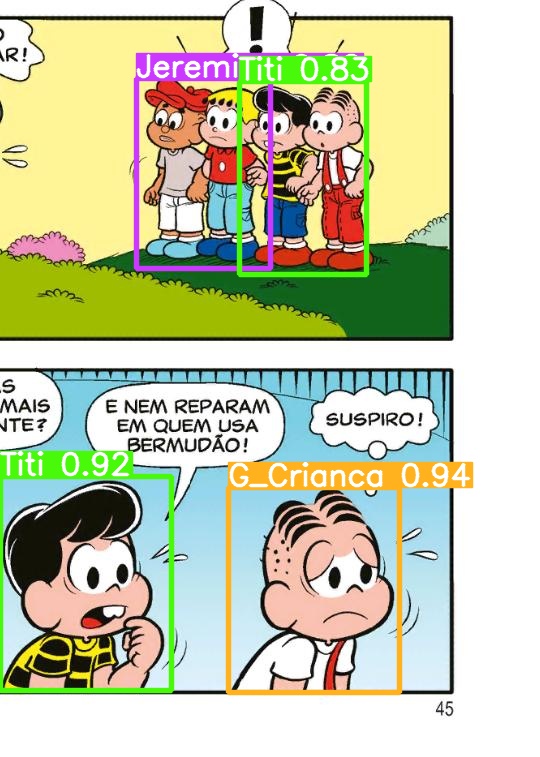 AR!
!
Jeremi
Titi 0.83
MAIS
NTE?
E NEM REPARAM
EM QUEM USA
BERMUDÃO!
SUSPIRO!
Titi 0.92
G_Crianca 0.94
45